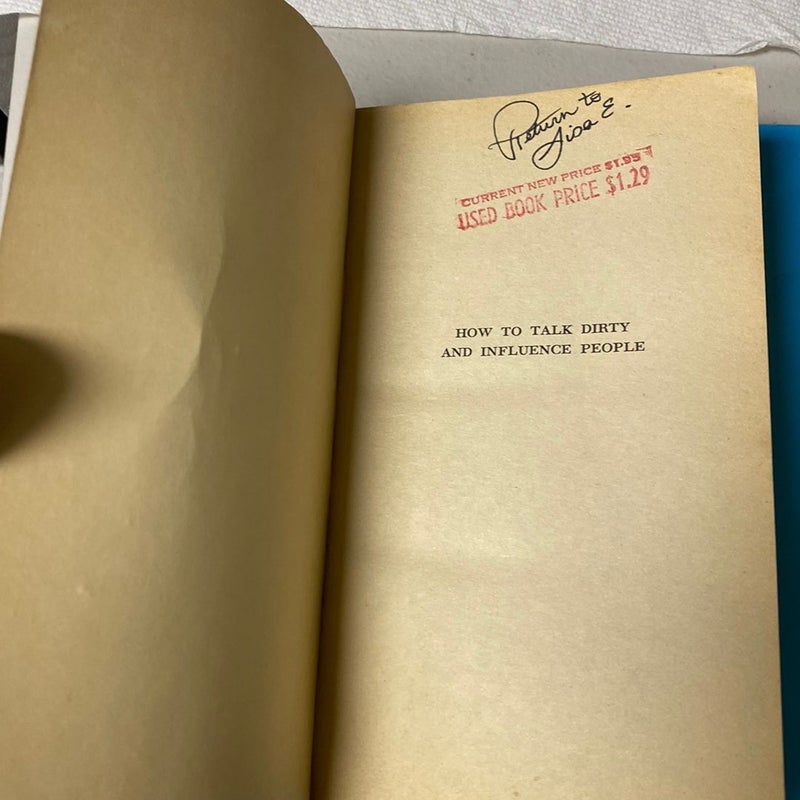 Return to
Lisa E.
CURRENT NEW PRICE $1.95
USED BOOK PRICE $1.29
HOW TO TALK DIRTY
AND INFLUENCE PEOPLE